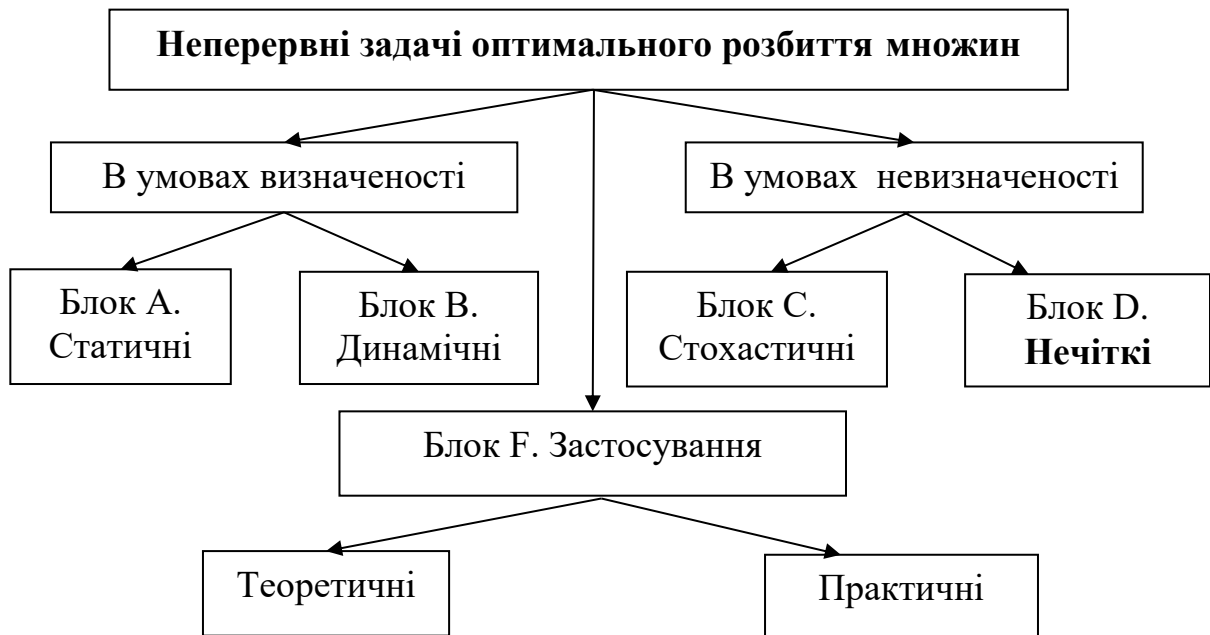 Неперервні задачі оптимального розбиття множин
В умовах визначеності
В умовах невизначеності
Блок A.
Статичні
Блок B.
Динамічні
Блок C.
Стохастичні
Блок D.
Нечіткі
Блок F. Застосування
Теоретичні
Практичні